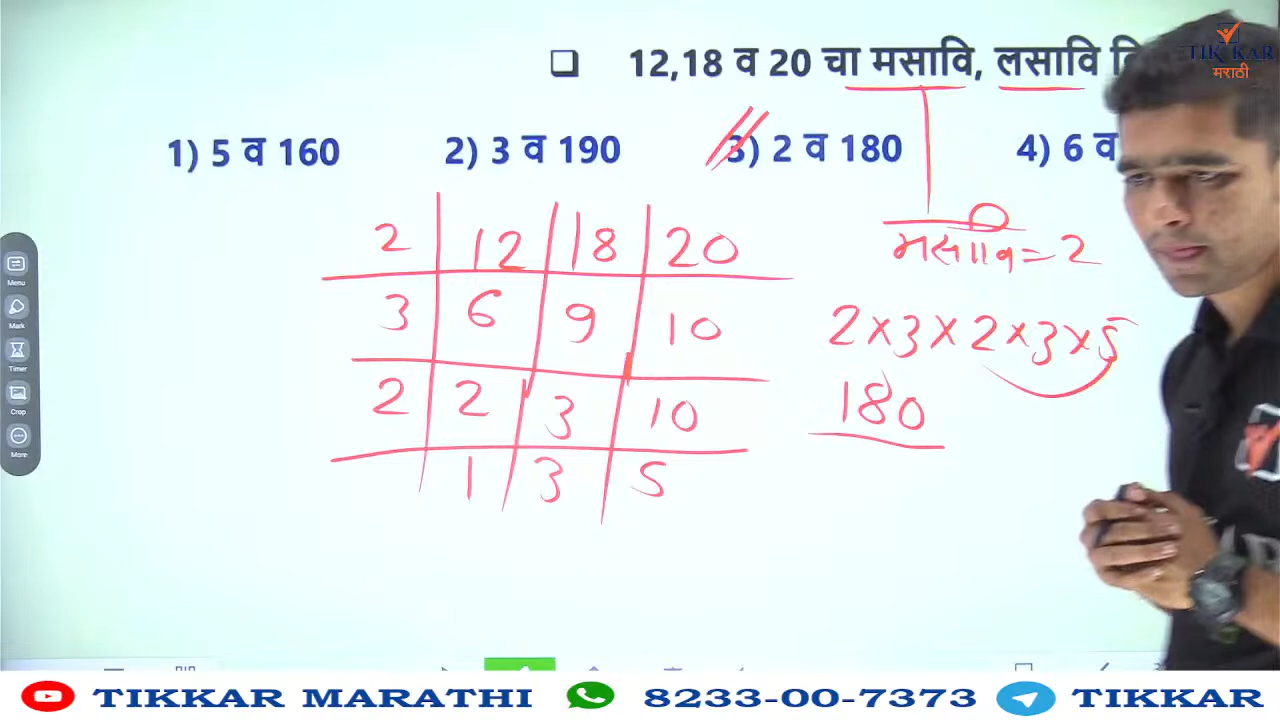 TIKKAR
मराठी
❑ 12,18 व 20 चा मसावि, लसावि
1) 5 व 160 2) 3 व 190 3) 2 व 180 4) 6 व
2 12 18 20
3 6 9 10
2 2 3 10
1 3 5
मसावि = 2
2×3×2×3×5
180
Menu
Mark
Timer
Crop
More
TIKKAR MARATHI 8233-00-7373 TIKKAR